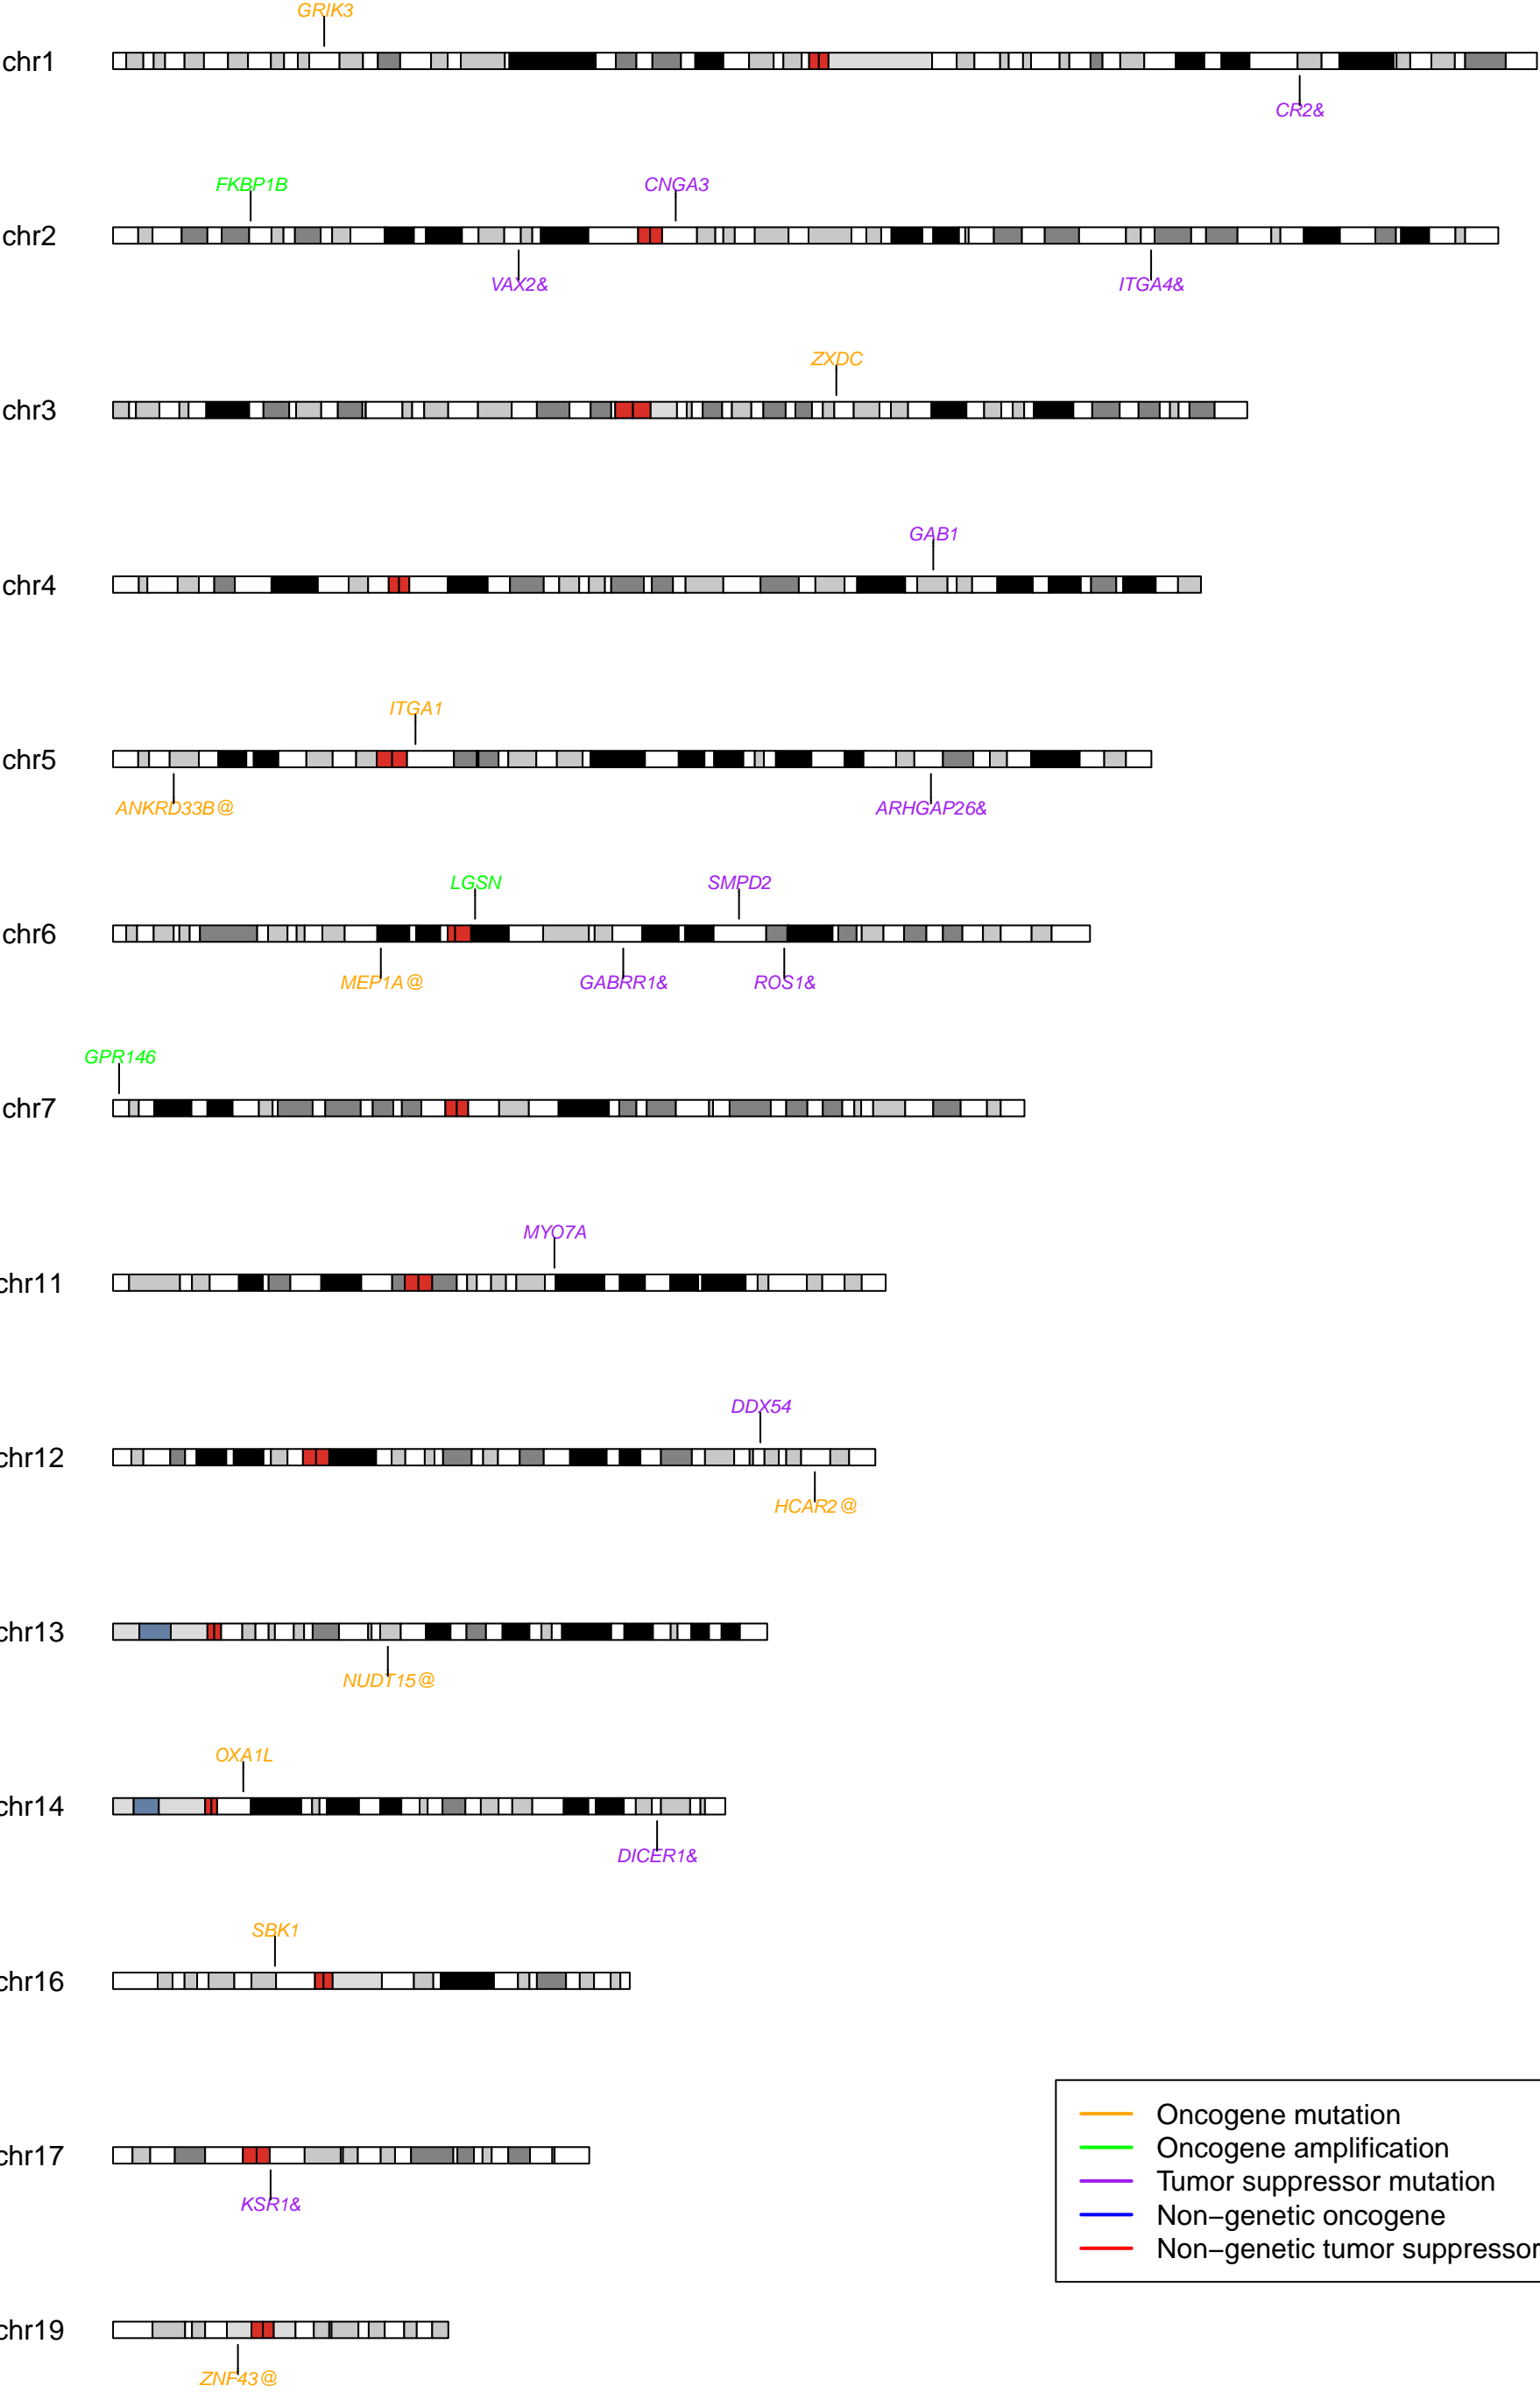 GRIK3
chr1
CR2&
FKBP1B CNGA3
chr2
VAX2& ITGA4&
ZXDC
chr3
GAB1
chr4
ITGA1
chr5
ANKRD33B@ ARHGAP26&
LGSN SMPD2
chr6
MEP1A@ GABRR1& ROS1&
GPR146
chr7
MYO7A
chr11
DDX54
chr12
HCAR2@
chr13
NUDT15@
OXA1L
chr14
DICER1&
SBK1
chr16
Oncogene mutation
Oncogene amplification
chr17
Tumor suppressor mutation
KSR1&
Non−genetic oncogene
Non−genetic tumor suppressor
chr19
ZNF43@